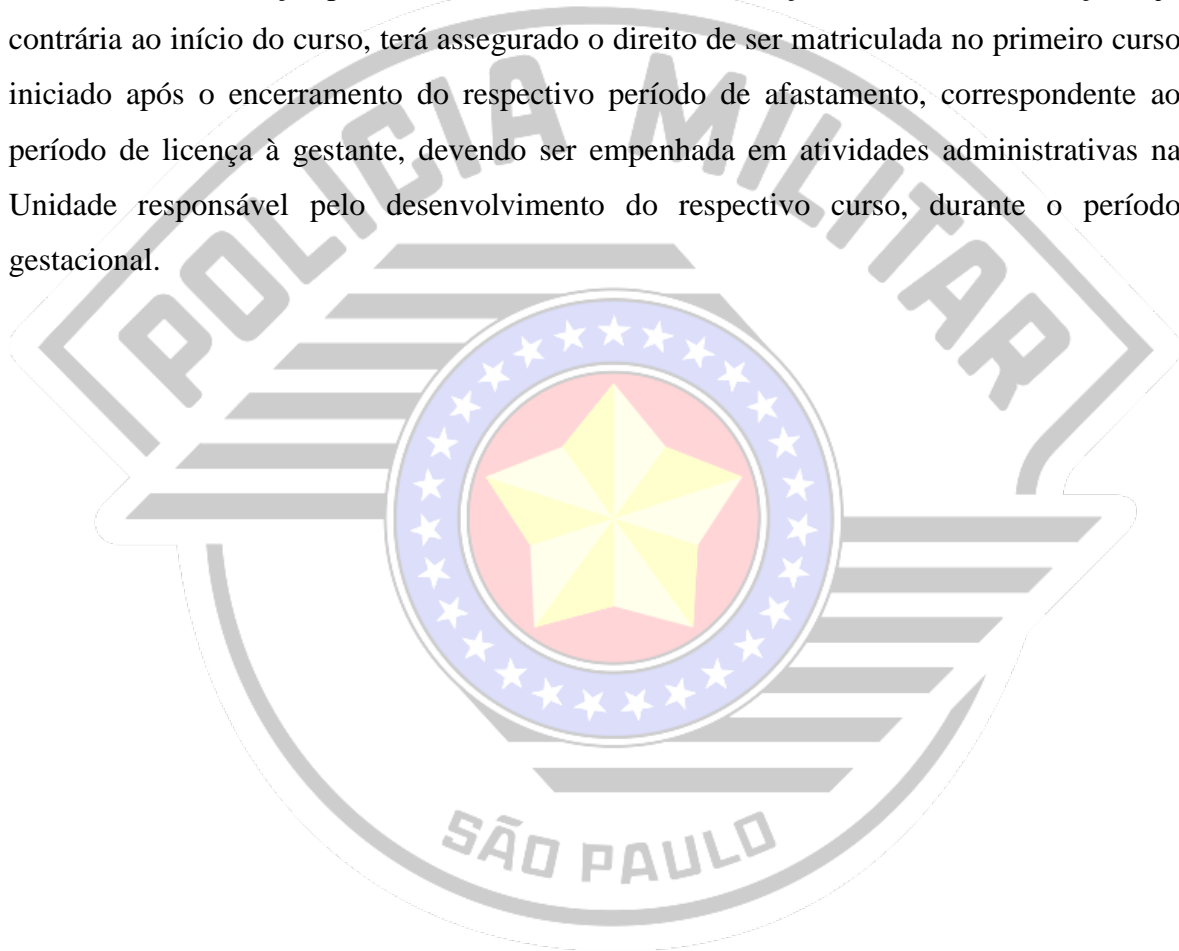 contrária ao início do curso, terá assegurado o direito de ser matriculada no primeiro curso
iniciado após o encerramento do respectivo período de afastamento, correspondente ao
período de licença à gestante, devendo ser empenhada em atividades administrativas na
Unidade responsável pelo desenvolvimento do respectivo curso, durante o período
gestacional.
POLÍCIA MILITAR
SÃO PAULO